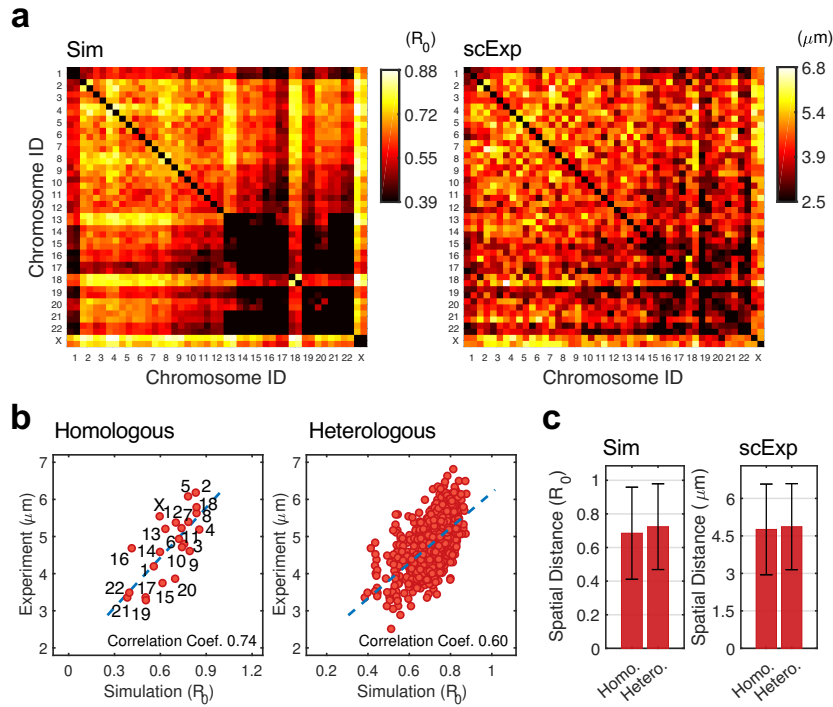 a
Sim
(R0)
scExp
(μm)
1
2
3
4
5
6
7
8
9
10
11
12
13
14
15
16
17
18
19
20
21
22
X
Chromosome ID
1 2 3 4 5 6 7 8 9 10 11 12 13 14 15 16 17 18 19 20 21 22 X
Chromosome ID
0.88
0.72
0.55
0.39
1
2
3
4
5
6
7
8
9
10
11
12
13
14
15
16
17
18
19
20
21
22
X
1 2 3 4 5 6 7 8 9 10 11 12 13 14 15 16 17 18 19 20 21 22 X
Chromosome ID
6.8
5.4
3.9
2.5
b
Homologous
Experiment (μm)
7
6
5
4
3
2
5 2
X 12 7 18 8
13 6 11 4
16 14 10 9 3
1
22 17 15 20
21 19
Correlation Coef. 0.74
0 0.3 0.6 0.9 1.2
Simulation (R0)
Heterologous
Experiment (μm)
7
6
5
4
3
2
Correlation Coef. 0.60
0.2 0.4 0.6 0.8 1
Simulation (R0)
c
Sim
Spatial Distance (R0)
1
0.8
0.6
0.4
0.2
0
Homo.
Hetero.
scExp
Spatial Distance (μm)
6
4.5
3
1.5
0
Homo.
Hetero.